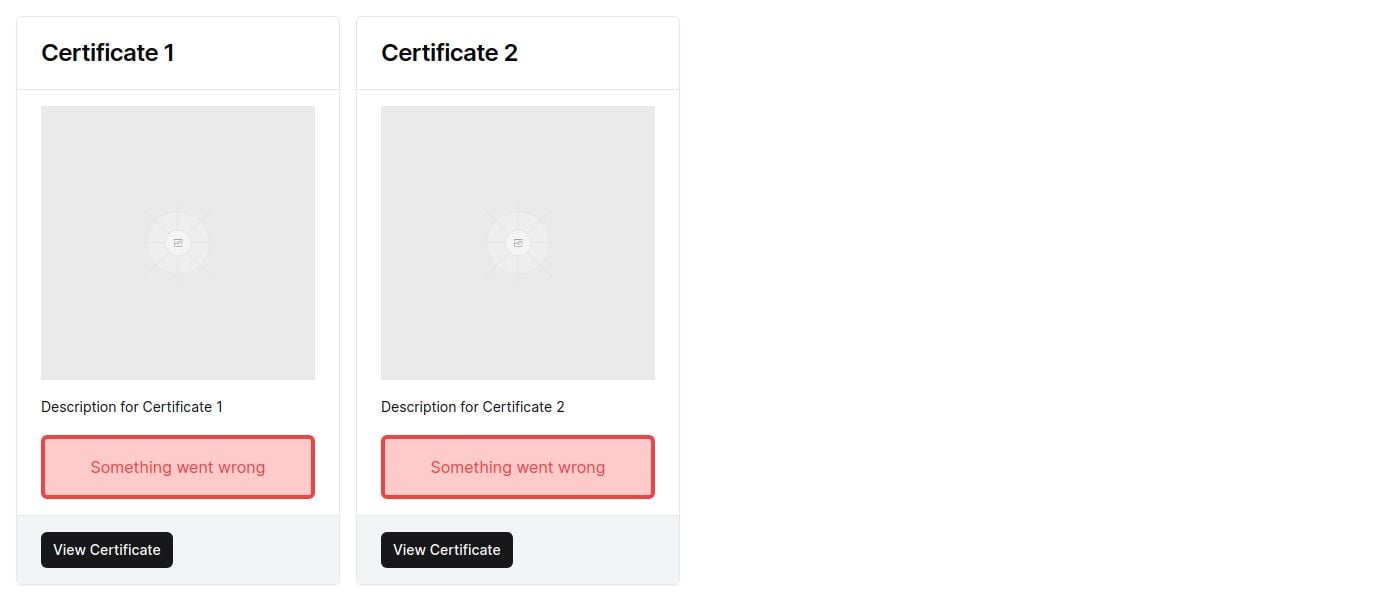 Certificate 1
Description for Certificate 1
Something went wrong
View Certificate
Certificate 2
Description for Certificate 2
Something went wrong
View Certificate